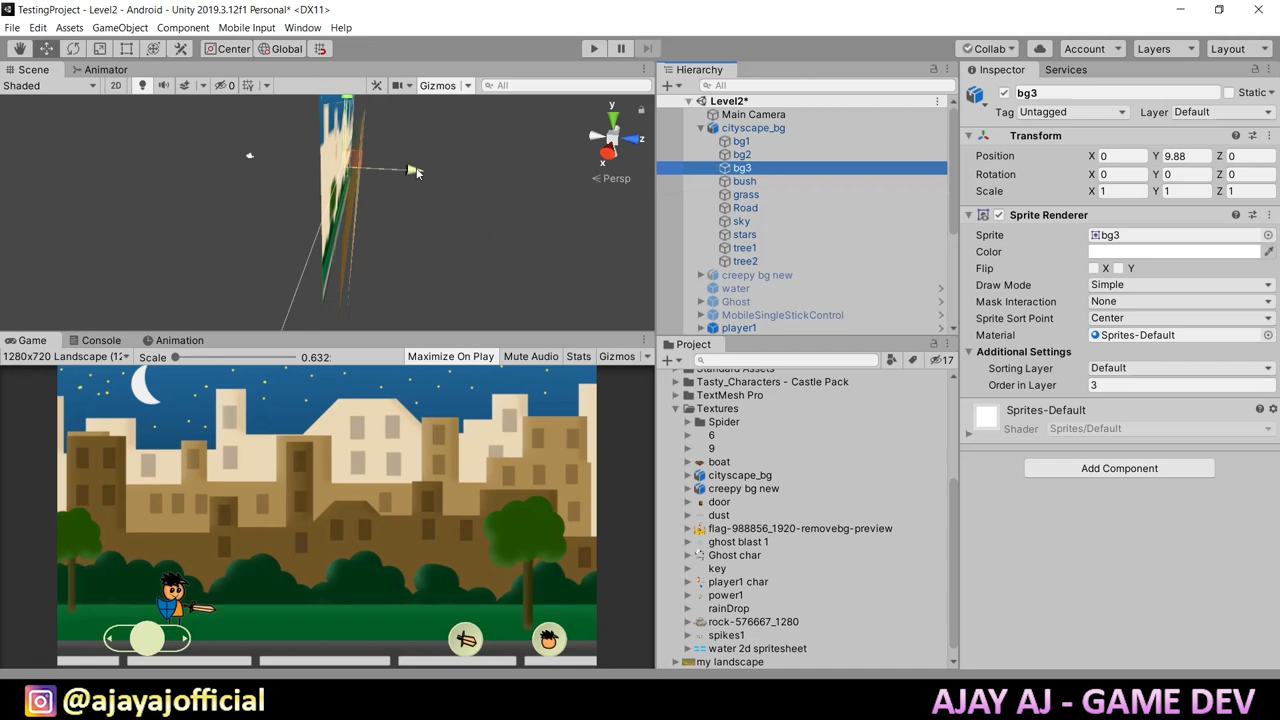 TestingProject - Level2 - Android - Unity 2019.3.12f1 Personal* <DX11>
File Edit Assets GameObject Component Mobile Input Window Help
Center Global Collab Account Layers Layout
Scene Animator
Shaded 2D 0 Gizmos All
y
z
x
Persp
Hierarchy
All
Level2*
Main Camera
cityscape_bg
bg1
bg2
bg3
bush
grass
Road
sky
stars
tree1
tree2
creepy bg new
water
Ghost
MobileSingleStickControl
player1
Inspector Services
bg3 Static
Tag Untagged Layer Default
Transform
Position X 0 Y 9.88 Z 0
Rotation X 0 Y 0 Z 0
Scale X 1 Y 1 Z 1
Sprite Renderer
Sprite bg3
Color
Flip X Y
Draw Mode Simple
Mask Interaction None
Sprite Sort Point Center
Material Sprites-Default
Additional Settings
Sorting Layer Default
Order in Layer 3
Sprites-Default
Shader Sprites/Default
Add Component
Game Console Animation
1280x720 Landscape (12 Scale 0.632 Maximize On Play Mute Audio Stats Gizmos
Project
17
Standard Assets
Tasty_Characters - Castle Pack
TextMesh Pro
Textures
Spider
6
9
boat
cityscape_bg
creepy bg new
door
dust
flag-988856_1920-removebg-preview
ghost blast 1
Ghost char
key
player1 char
power1
rainDrop
rock-576667_1280
spikes1
water 2d spritesheet
my landscape
@ajayajofficial
AJAY AJ - GAME DEV